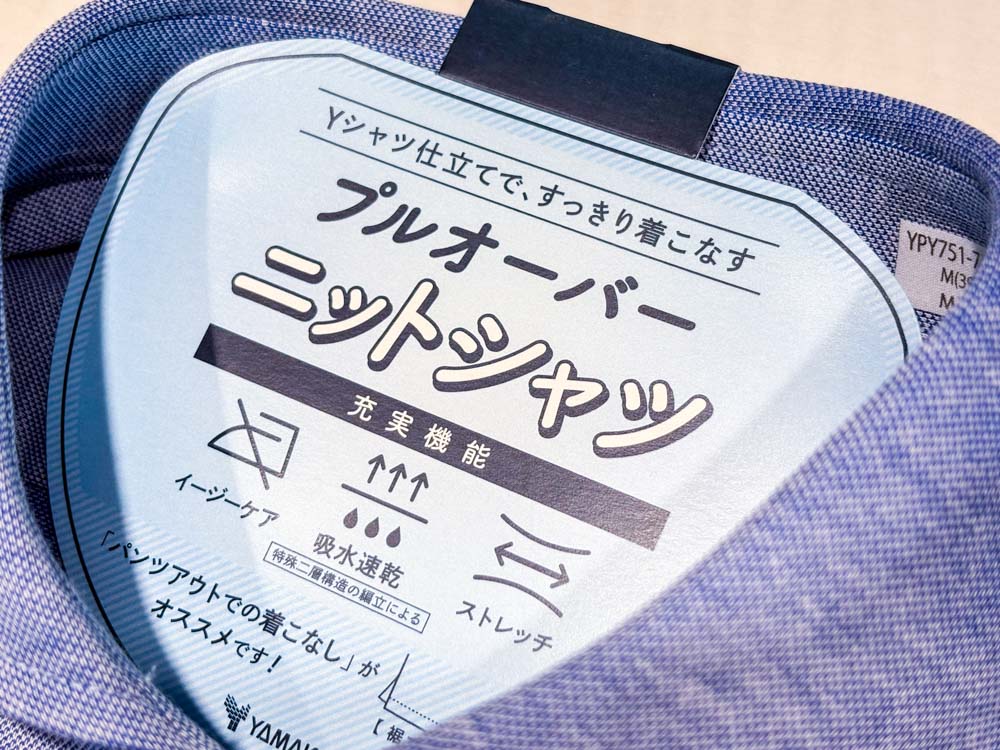 Yシャツ仕立てで、すっきり着こなす
プルオーバー
ニットシャツ
充実機能
イージーケア
吸水速乾
特殊二層構造の編立による
ストレッチ
「パンツアウトでの着こなし」が
オススメです!
【裾
YPY751-7
M(39
M